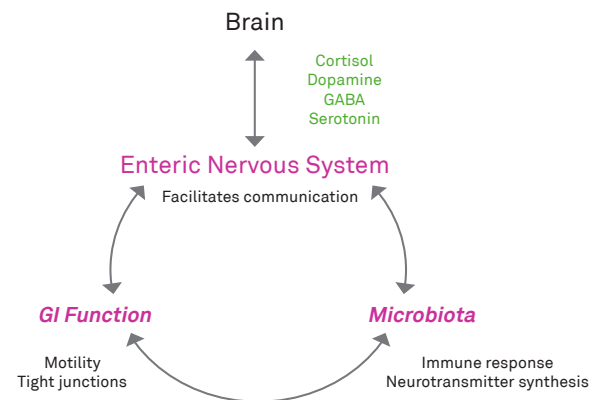 Brain
Cortisol
Dopamine
GABA
Serotonin
Enteric Nervous System
Facilitates communication
GI Function
Microbiota
Motility
Tight junctions
Immune response
Neurotransmitter synthesis